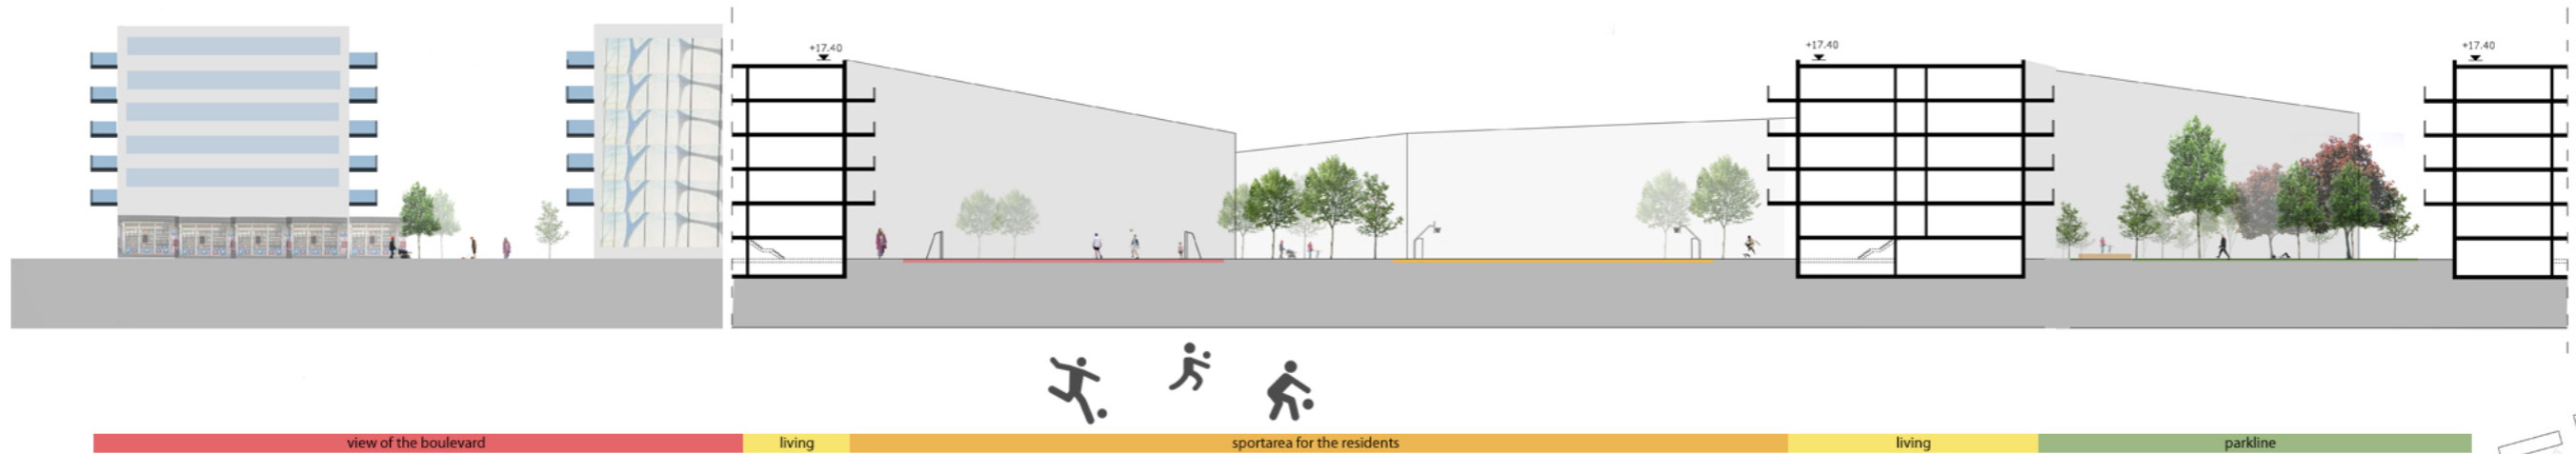 +17.40
+17.40
+17.40
view of the boulevard
living
sportarea for the residents
living
parkline